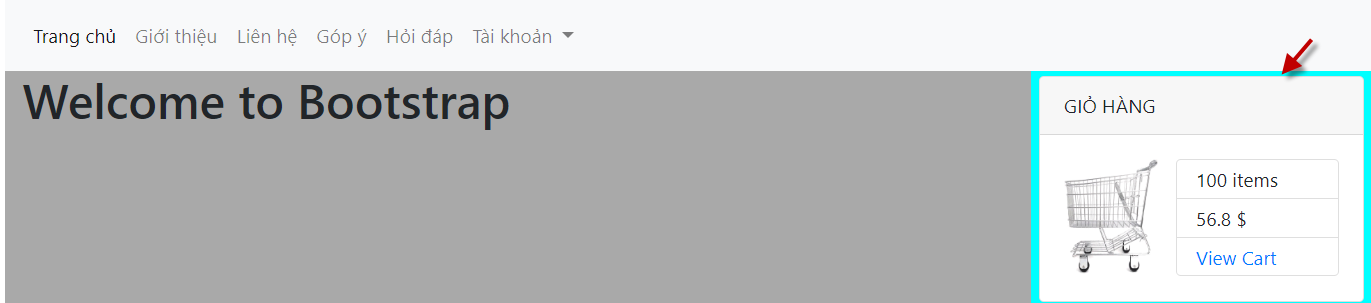 Trang chủ Giới thiệu Liên hệ Góp ý Hỏi đáp Tài khoản
Welcome to Bootstrap
GIỎ HÀNG
100 items
56.8 $
View Cart